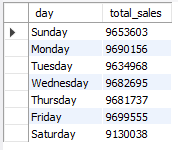 day total_sales
Sunday 9653603
Monday 9690156
Tuesday 9634968
Wednesday 9682695
Thursday 9681737
Friday 9699555
Saturday 9130038